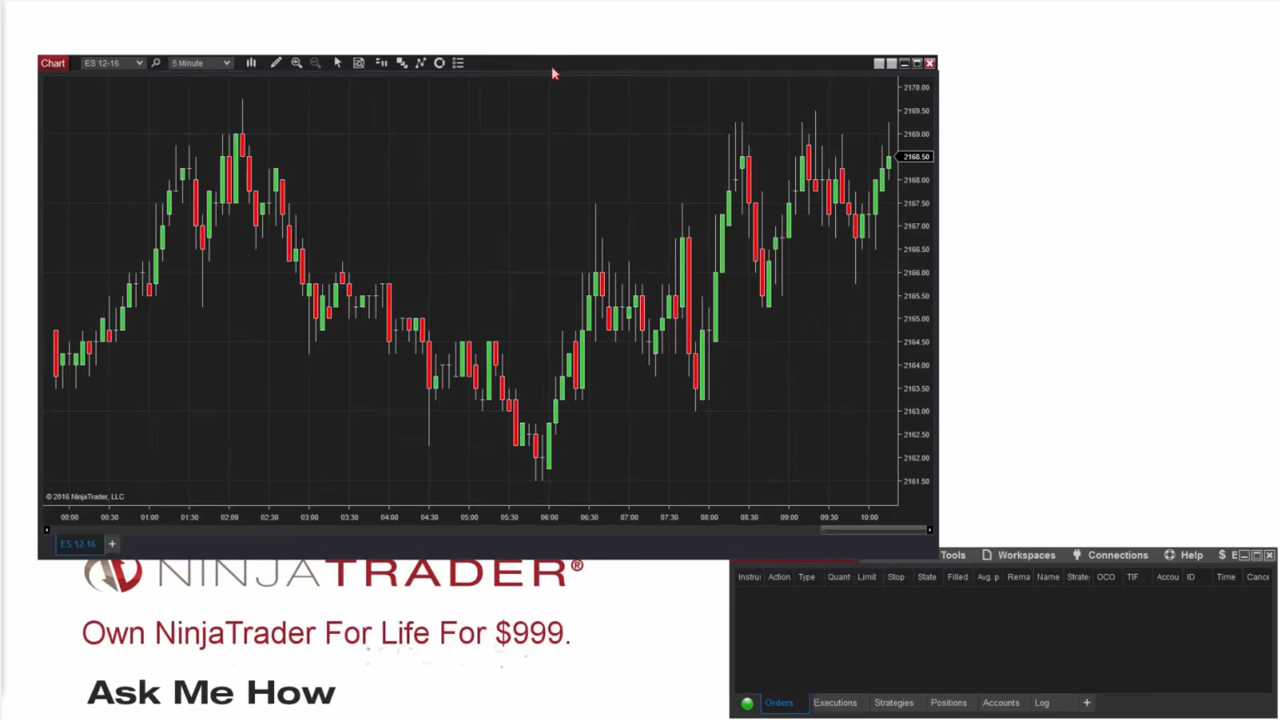 Chart ES 12-16 5 Minute
2170.00
2169.50
2169.00
2168.50
2168.00
2167.50
2167.00
2166.50
2166.00
2165.50
2165.00
2164.50
2164.00
2163.50
2163.00
2162.50
2162.00
2161.50
© 2016 NinjaTrader, LLC
00:00 00:30 01:00 01:30 02:00 02:30 03:00 03:30 04:00 04:30 05:00 05:30 06:00 06:30 07:00 07:30 08:00 08:30 09:00 09:30 10:00
ES 12-16 +
Tools Workspaces Connections Help $ E
Instru Action Type Quant Limit Stop State Filled Avg. p Rema Name Strate OCO TIF Accou ID Time Cance
NINJATRADER®
Own NinjaTrader For Life For $999.
Ask Me How
Orders Executions Strategies Positions Accounts Log +